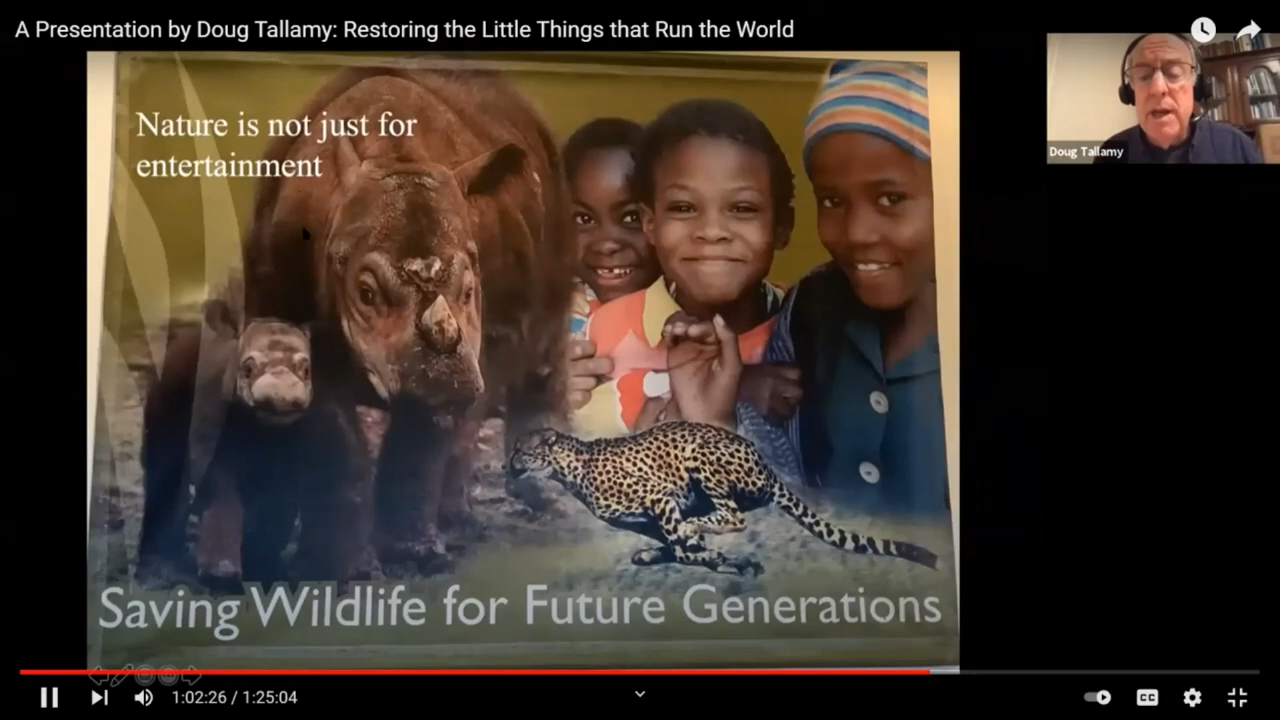 A Presentation by Doug Tallamy: Restoring the Little Things that Run the World
Nature is not just for
entertainment
Doug Tallamy
Saving Wildlife for Future Generations
1:02:26 / 1:25:04
CC